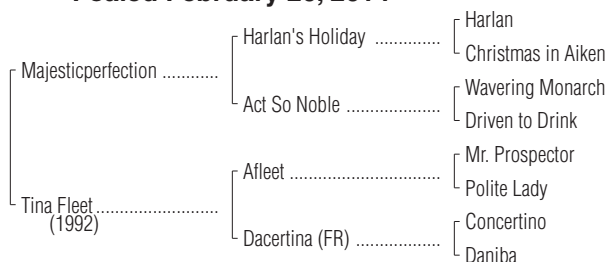 Foaled February
Harlan
Harlan's Holiday ..............
Christmas in Aiken
Majesticperfection ............
Wavering Monarch
Act So Noble ....................
Driven to Drink
Mr. Prospector
Afleet ................................
Polite Lady
Tina Fleet..........................
(1992)
Concertino
Dacertina (FR) .................
Daniba